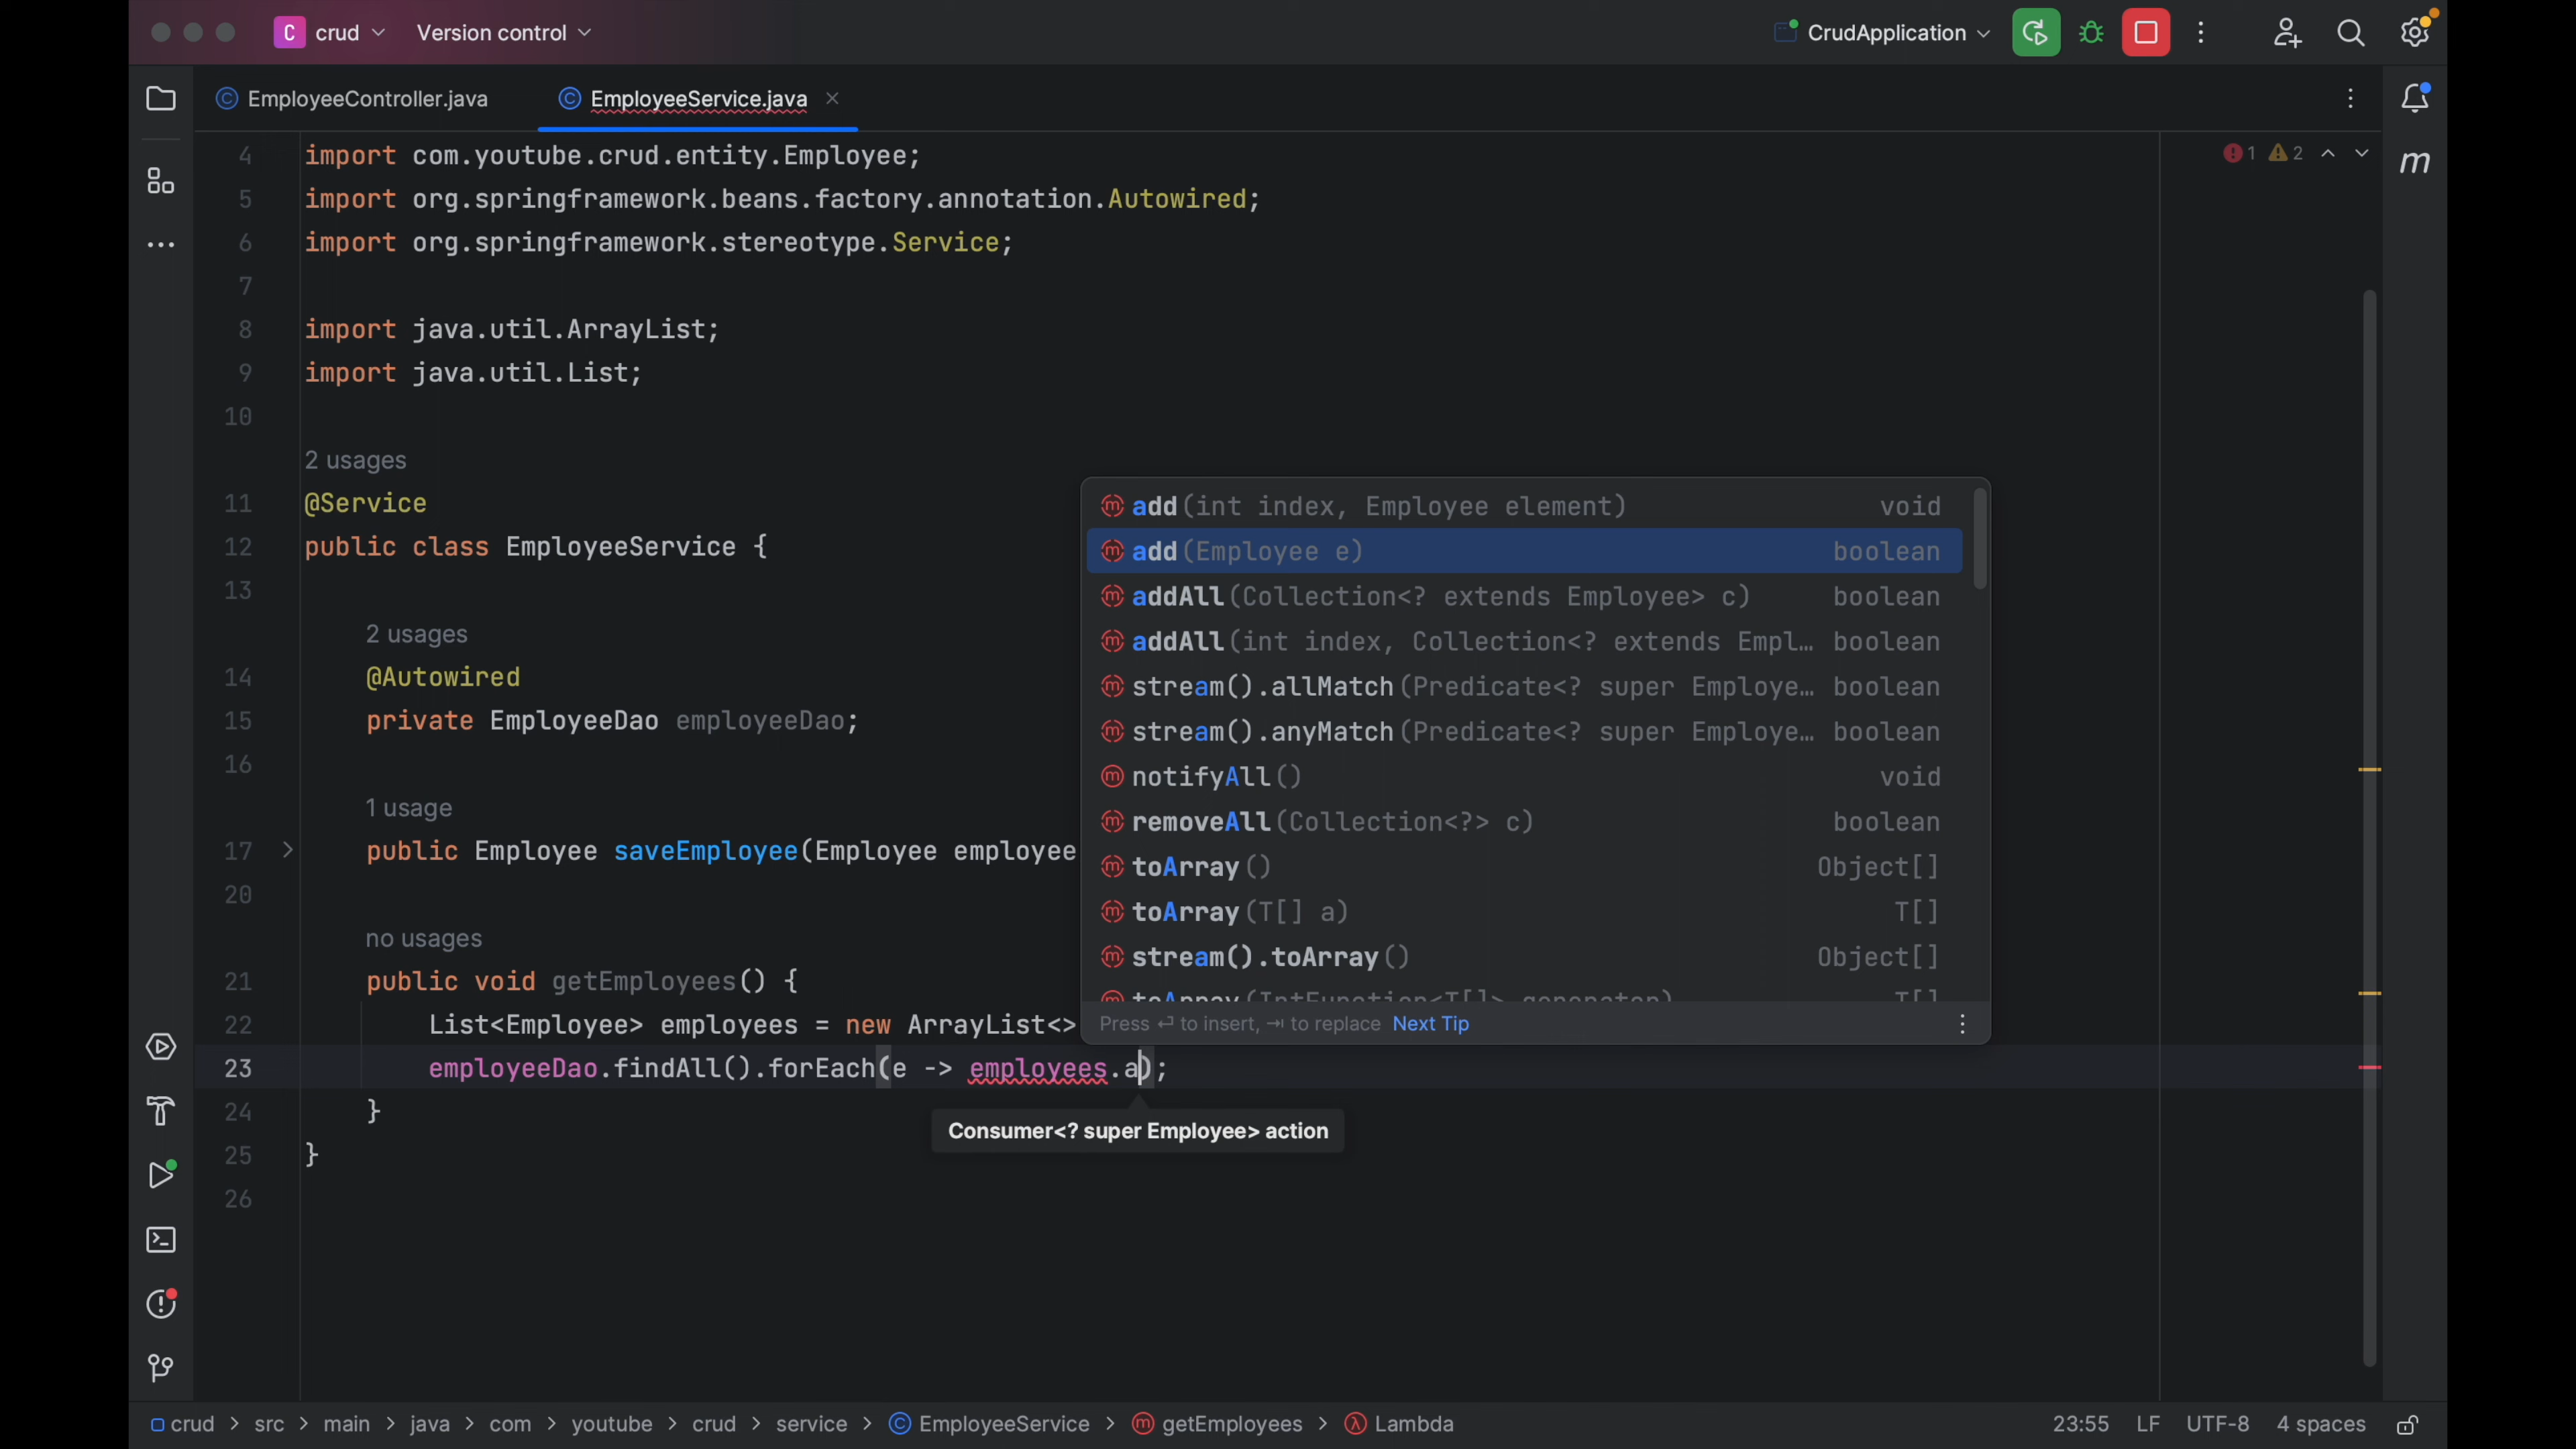 C crud Version control CrudApplication
EmployeeController.java EmployeeService.java
1 2
m
4 import com.youtube.crud.entity.Employee;
5 import org.springframework.beans.factory.annotation.Autowired;
6 import org.springframework.stereotype.Service;
7
8 import java.util.ArrayList;
9 import java.util.List;
10
2 usages
11 @Service
12 public class EmployeeService {
13
2 usages
14 @Autowired
15 private EmployeeDao employeeDao;
16
1 usage
17 public Employee saveEmployee(Employee employee
20
no usages
21 public void getEmployees() {
22 List<Employee> employees = new ArrayList<>
23 employeeDao.findAll().forEach(e -> employees.a);
24 }
25 }
26
add(int index, Employee element) void
add(Employee e) boolean
addAll(Collection<? extends Employee> c) boolean
addAll(int index, Collection<? extends Empl… boolean
stream().allMatch(Predicate<? super Employe… boolean
stream().anyMatch(Predicate<? super Employe… boolean
notifyAll() void
removeAll(Collection<?> c) boolean
toArray() Object[]
toArray(T[] a) T[]
stream().toArray() Object[]
toArray(IntFunction<T[]> generator) T[]
Press ⏎ to insert, ⇥ to replace Next Tip
Consumer<? super Employee> action
crud > src > main > java > com > youtube > crud > service > EmployeeService > getEmployees > Lambda 23:55 LF UTF-8 4 spaces